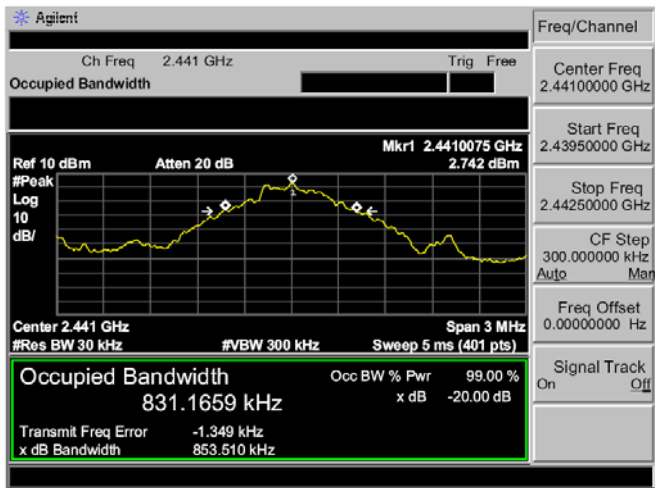 Agilent
Freq/Channel
Ch Freq 2.441 GHz Trig Free
Occupied Bandwidth
Center Freq
2.44100000 GHz
Start Freq
2.43950000 GHz
Stop Freq
2.44250000 GHz
CF Step
300.000000 kHz
Auto Man
Freq Offset
0.00000000 Hz
Signal Track
On Off
Mkr1 2.4410075 GHz
Ref 10 dBm Atten 20 dB 2.742 dBm
#Peak
Log
10
dB/
1
Center 2.441 GHz Span 3 MHz
#Res BW 30 kHz #VBW 300 kHz Sweep 5 ms (401 pts)
Occupied Bandwidth Occ BW % Pwr 99.00 %
831.1659 kHz x dB -20.00 dB
Transmit Freq Error -1.349 kHz
x dB Bandwidth 853.510 kHz